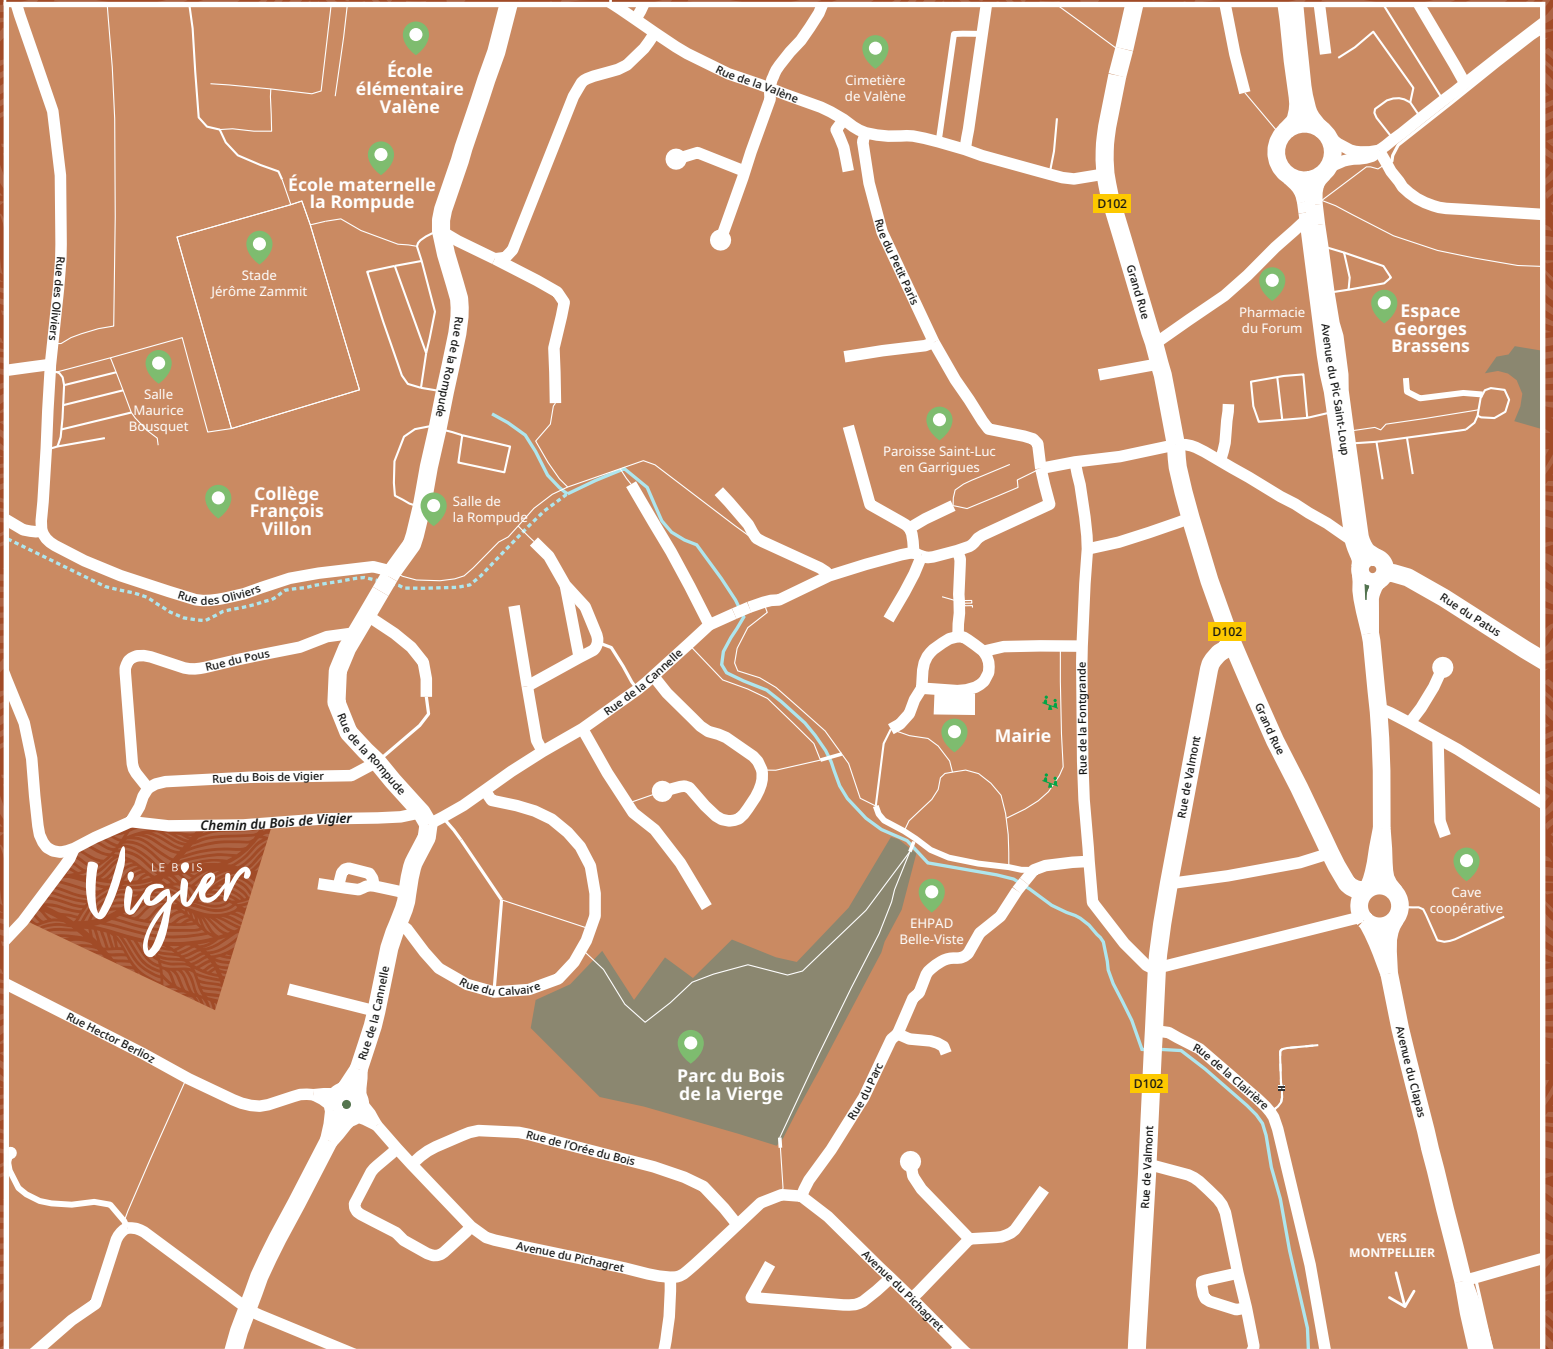 École
élémentaire
Valène
Rue de la Valène
Cimetière
de Valène
École maternelle
la Rompude
D102
Stade
Jérôme Zammit
Rue des Oliviers
Rue du Petit Paris
Grand Rue
Pharmacie
du Forum
Espace
Georges
Brassens
Rue de la Rompude
Avenue du Pic Saint-Loup
Salle
Maurice
Bousquet
Paroisse Saint-Luc
en Garrigues
Collège
François
Villon
Salle de
la Rompude
Rue des Oliviers
Rue du Patus
D102
Rue du Pous
Rue de la Cannelle
Rue de la Fontgrande
Mairie
Grand Rue
Rue de Valmont
Rue de la Rompude
Rue du Bois de Vigier
Chemin du Bois de Vigier
LE BOIS
Vigier
Cave
coopérative
EHPAD
Belle-Viste
Rue du Calvaire
Rue de la Cannelle
Rue Hector Berlioz
Parc du Bois
de la Vierge
Rue du Parc
D102
Rue de la Clairière
Avenue du Clapas
Rue de l'Orée du Bois
Rue de Valmont
Avenue du Pichagret
Avenue du Pichagret
VERS
MONTPELLIER